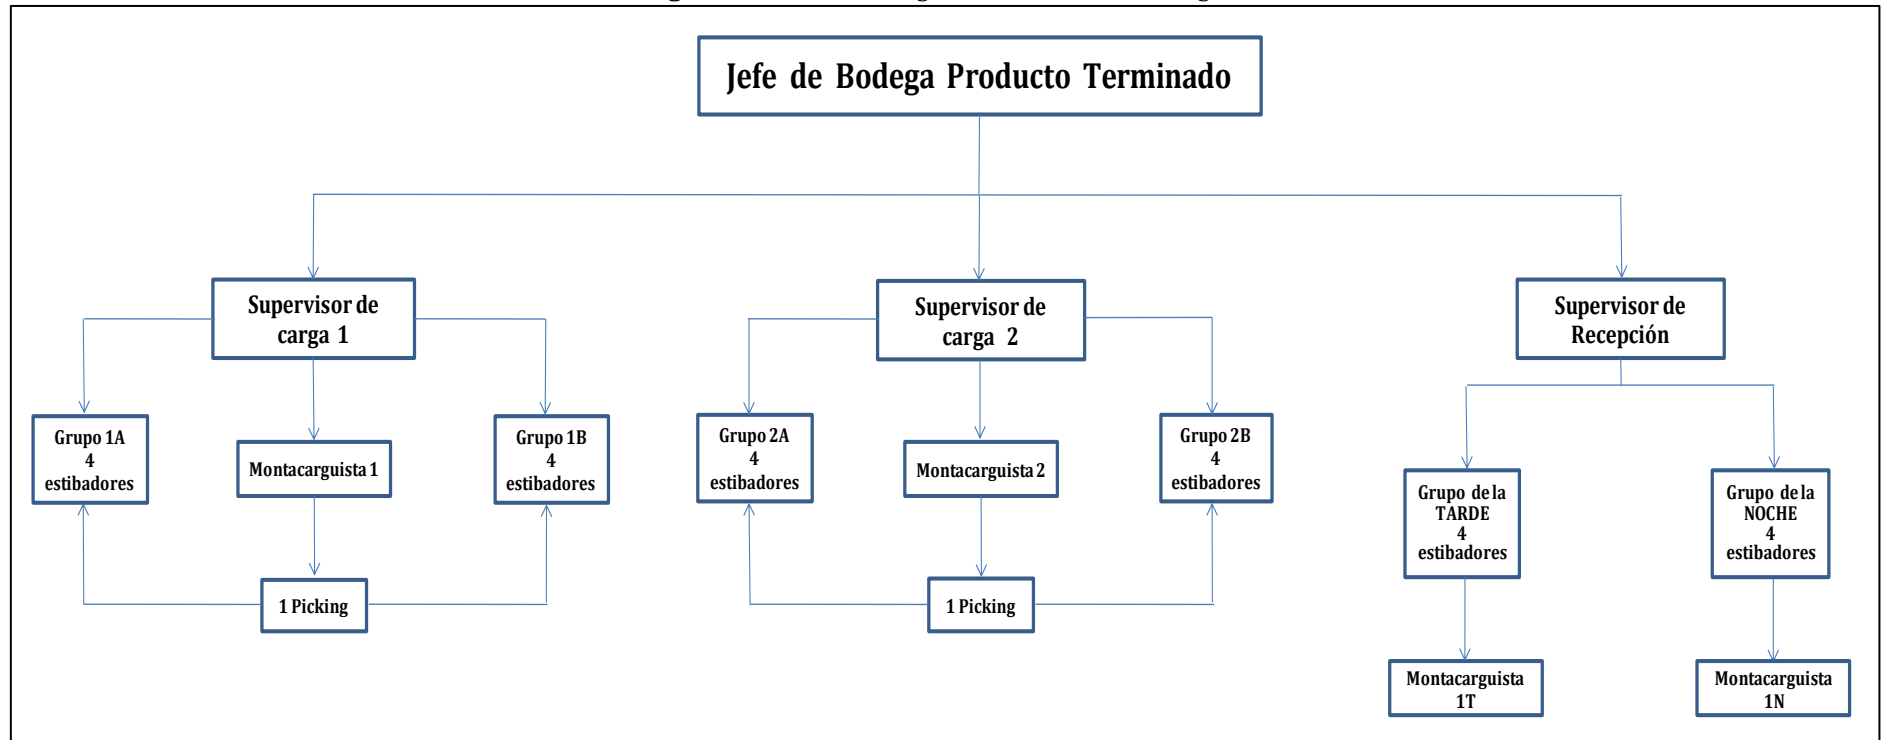 Jefe de Bodega Producto Terminado
Supervisor de
carga 1
Supervisor de
carga 2
Supervisor de
Recepción
Grupo 1A
4
estibadores
Montacarguista 1
Grupo 1B
4
estibadores
Grupo 2A
4
estibadores
Montacarguista 2
Grupo 2B
4
estibadores
Grupo de la
TARDE
4
estibadores
Grupo de la
NOCHE
4
estibadores
1 Picking
1 Picking
Montacarguista
1T
Montacarguista
1N